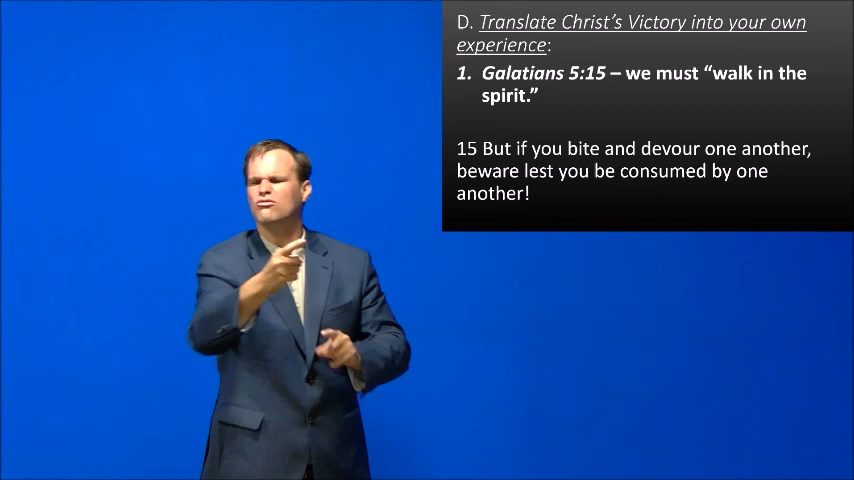 D. Translate Christ’s Victory into your own
experience:
1. Galatians 5:15 – we must “walk in the
spirit.”
15 But if you bite and devour one another,
beware lest you be consumed by one
another!